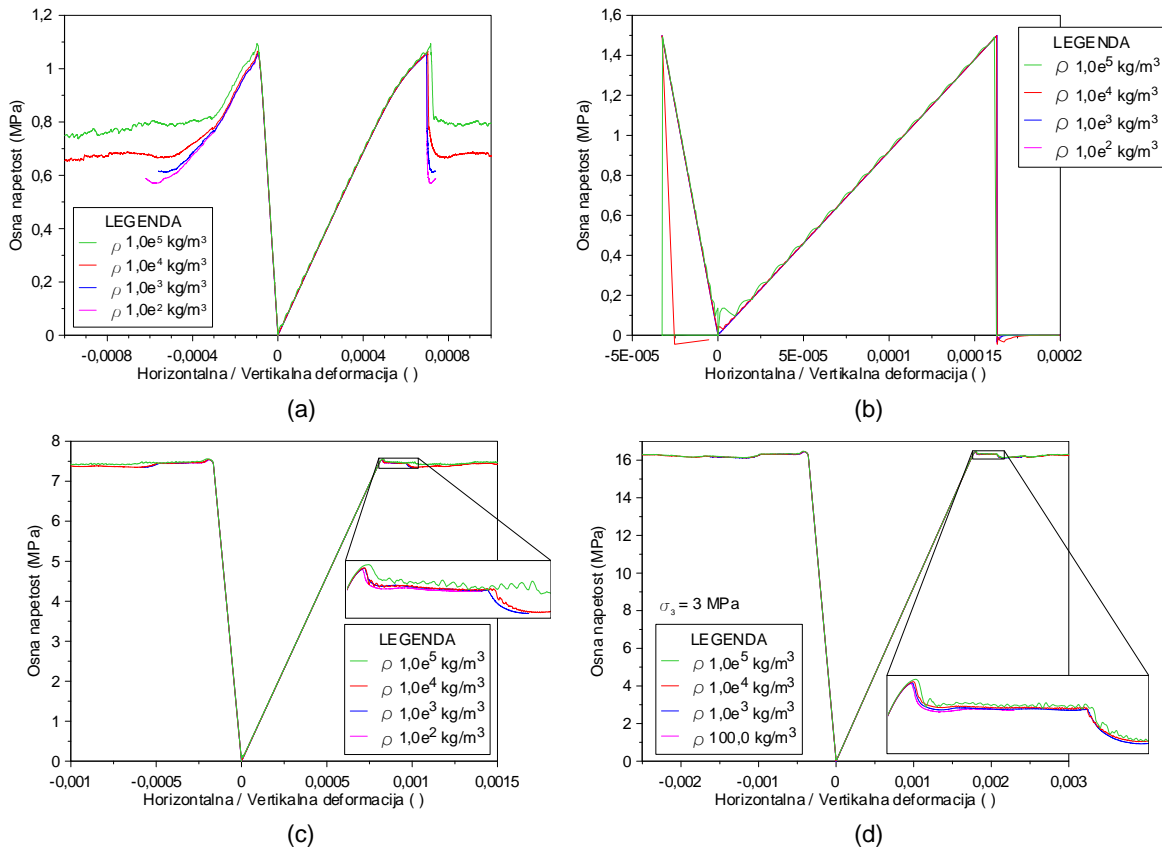 1,2
1
0,8
0,6
0,4
0,2
0
Osna napetost (MPa)
LEGENDA
ρ 1,0e⁵ kg/m³
ρ 1,0e⁴ kg/m³
ρ 1,0e³ kg/m³
ρ 1,0e² kg/m³
-0,0008 -0,0004 0 0,0004 0,0008
Horizontalna / Vertikalna deformacija ( )
(a)
1,6
1,4
1,2
1
0,8
0,6
0,4
0,2
0
Osna napetost (MPa)
LEGENDA
ρ 1,0e⁵ kg/m³
ρ 1,0e⁴ kg/m³
ρ 1,0e³ kg/m³
ρ 1,0e² kg/m³
-5E-005 0 5E-005 0,0001 0,00015 0,0002
Horizontalna / Vertikalna deformacija ( )
(b)
8
7
6
5
4
3
2
1
0
Osna napetost (MPa)
LEGENDA
ρ 1,0e⁵ kg/m³
ρ 1,0e⁴ kg/m³
ρ 1,0e³ kg/m³
ρ 1,0e² kg/m³
-0,001 -0,0005 0 0,0005 0,001 0,0015
Horizontalna / Vertikalna deformacija ( )
(c)
16
14
12
10
8
6
4
2
0
Osna napetost (MPa)
σ₃ = 3 MPa
LEGENDA
ρ 1,0e⁵ kg/m³
ρ 1,0e⁴ kg/m³
ρ 1,0e³ kg/m³
ρ 100,0 kg/m³
-0,002 -0,001 0 0,001 0,002 0,003
Horizontalna / Vertikalna deformacija ( )
(d)